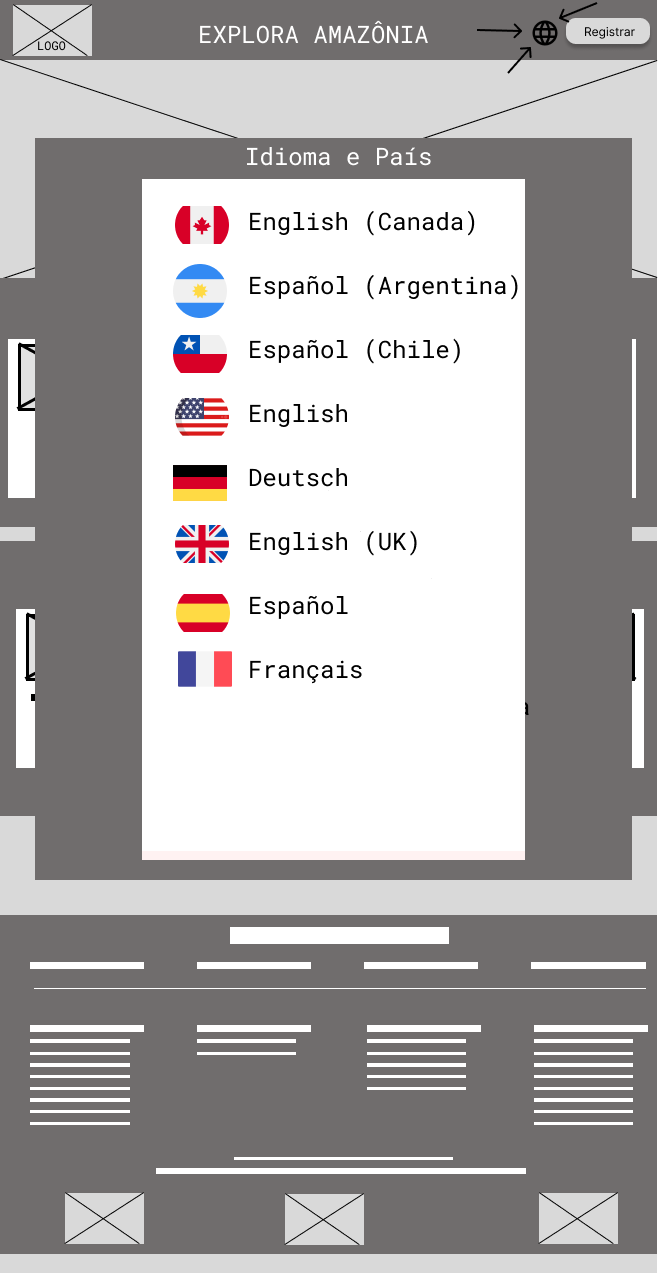 LOGO
EXPLORA AMAZÔNIA
Registrar
Idioma e País
English (Canada)
Español (Argentina)
Español (Chile)
English
Deutsch
English (UK)
Español
Français